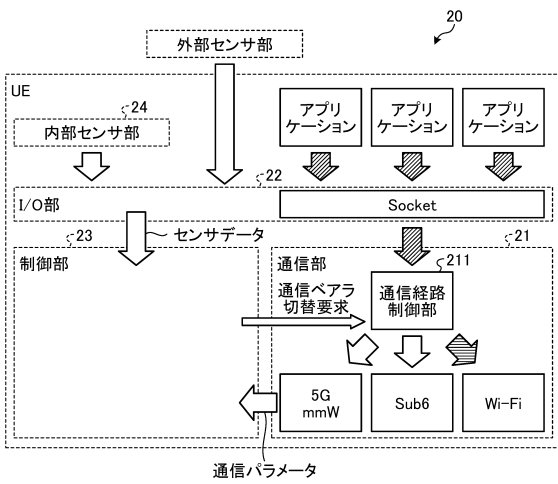 20
外部センサ部
UE
24
内部センサ部
アプリ
ケーション
アプリ
ケーション
アプリ
ケーション
22
I/O部
Socket
23
センサデータ
21
制御部
通信部
211
通信ベアラ
切替要求
通信経路
制御部
5G
mmW
Sub6
Wi-Fi
通信パラメータ